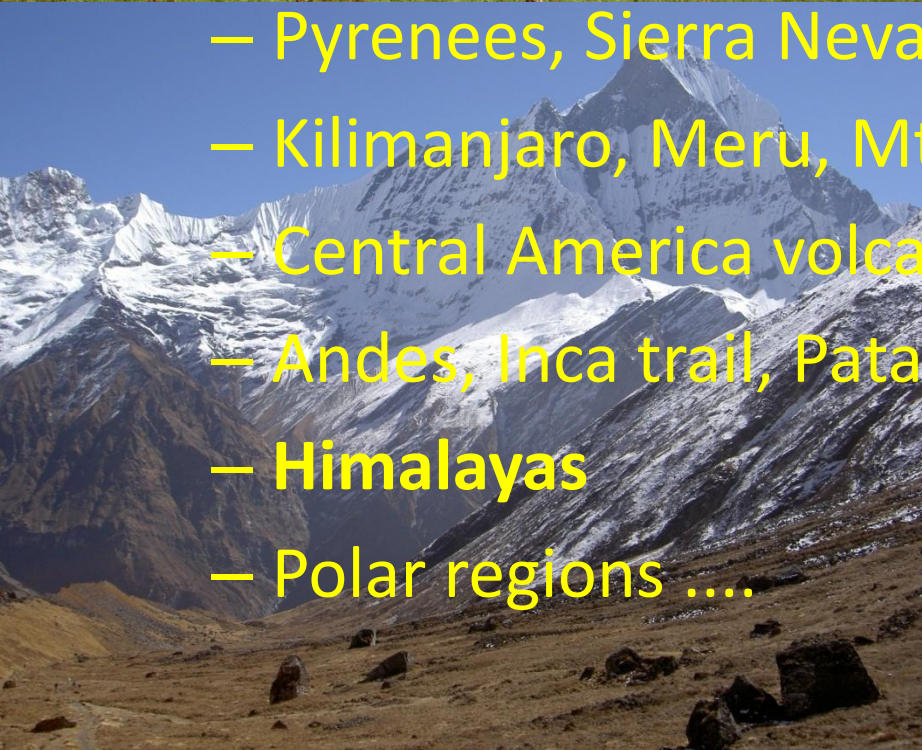 – Pyrenees, Sierra Neva
– Kilimanjaro, Meru, Mt
– Central America volca
– Andes, Inca trail, Pata
– Himalayas
– Polar regions ....